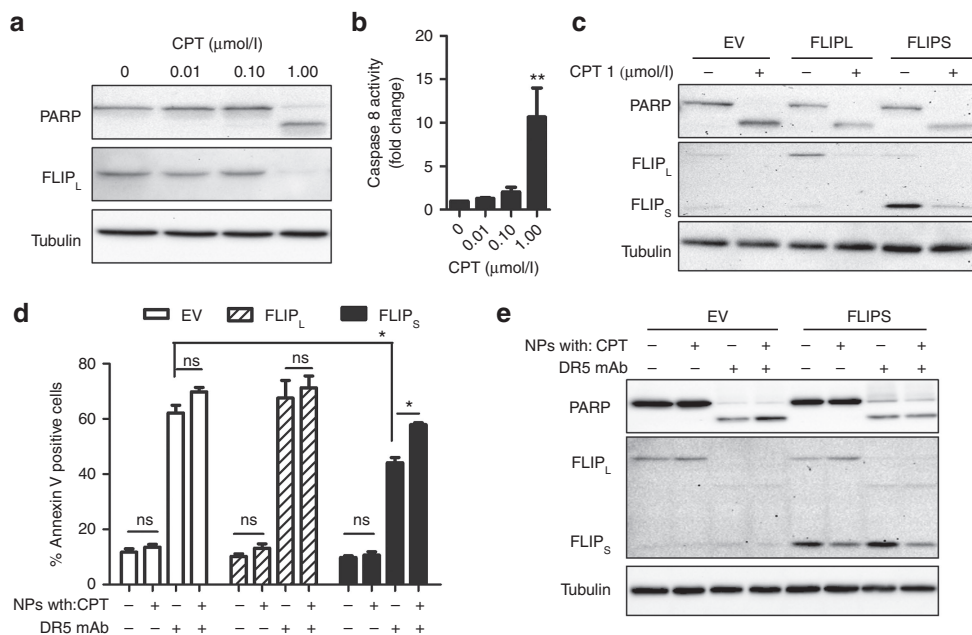 a
CPT (μmol/l)
0 0.01 0.10 1.00
PARP
FLIPL
Tubulin
b
Caspase 8 activity
(fold change)
20
15
10
5
0
**
0 0.01 0.10 1.00
CPT (μmol/l)
c
EV FLIPL FLIPS
CPT 1 (μmol/l) – + – + – +
PARP
FLIPL
FLIPS
Tubulin
d
EV FLIPL FLIPS
% Annexin V positive cells
80
60
40
20
0
*
ns ns *
ns ns ns
NPs wth:CPT – + – + – + – + – + – +
DR5 mAb – – + + – – + + – – + +
e
EV FLIPS
NPs with: CPT – + – + – + – +
DR5 mAb – – + + – – + +
PARP
FLIPL
FLIPS
Tubulin